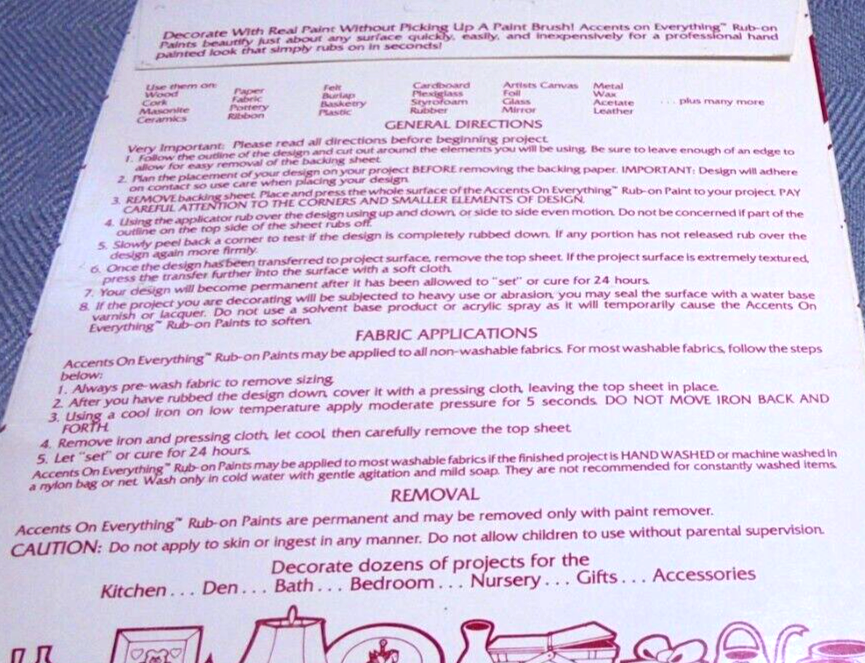 Decorate With Real Paint Without Picking Up A Paint Brush! Accents on Everything™ Rub-on
Paints beautify just about any surface quickly, easily, and inexpensively for a professional hand
painted look that simply rubs on in seconds!
Use them on: Paper Felt Cardboard Artists Canvas Metal
Wood Fabric Burlap Plexiglass Foil Wax
Cork Pottery Basketry Styrofoam Glass Acetate ... plus many more
Masonite Ribbon Plastic Rubber Mirror Leather
Ceramics
GENERAL DIRECTIONS
Very Important: Please read all directions before beginning project.
1. Follow the outline of the design and cut out around the elements you will be using. Be sure to leave enough of an edge to
allow for easy removal of the backing sheet.
2. Plan the placement of your design on your project BEFORE removing the backing paper. IMPORTANT: Design will adhere
on contact so use care when placing your design.
3. REMOVE backing sheet. Place and press the whole surface of the Accents On Everything™ Rub-on Paint to your project. PAY
CAREFUL ATTENTION TO THE CORNERS AND SMALLER ELEMENTS OF DESIGN.
4. Using the applicator rub over the design using up and down, or side to side even motion. Do not be concerned if part of the
outline on the top side of the sheet rubs off.
5. Slowly peel back a corner to test if the design is completely rubbed down. If any portion has not released rub over the
design again more firmly.
6. Once the design has been transferred to project surface, remove the top sheet. If the project surface is extremely textured,
press the transfer further into the surface with a soft cloth.
7. Your design will become permanent after it has been allowed to "set" or cure for 24 hours.
8. If the project you are decorating will be subjected to heavy use or abrasion, you may seal the surface with a water base
varnish or lacquer. Do not use a solvent base product or acrylic spray as it will temporarily cause the Accents On
Everything™ Rub-on Paints to soften.
FABRIC APPLICATIONS
Accents On Everything™ Rub-on Paints may be applied to all non-washable fabrics. For most washable fabrics, follow the steps
below:
1. Always pre-wash fabric to remove sizing.
2. After you have rubbed the design down, cover it with a pressing cloth, leaving the top sheet in place.
3. Using a cool iron on low temperature apply moderate pressure for 5 seconds. DO NOT MOVE IRON BACK AND
FORTH.
4. Remove iron and pressing cloth, let cool, then carefully remove the top sheet.
5. Let "set" or cure for 24 hours.
Accents On Everything™ Rub-on Paints may be applied to most washable fabrics if the finished project is HAND WASHED or machine washed in
a nylon bag or net. Wash only in cold water with gentle agitation and mild soap. They are not recommended for constantly washed items.
REMOVAL
Accents On Everything™ Rub-on Paints are permanent and may be removed only with paint remover.
CAUTION: Do not apply to skin or ingest in any manner. Do not allow children to use without parental supervision.
Decorate dozens of projects for the
Kitchen ... Den ... Bath ... Bedroom ... Nursery ... Gifts ... Accessories